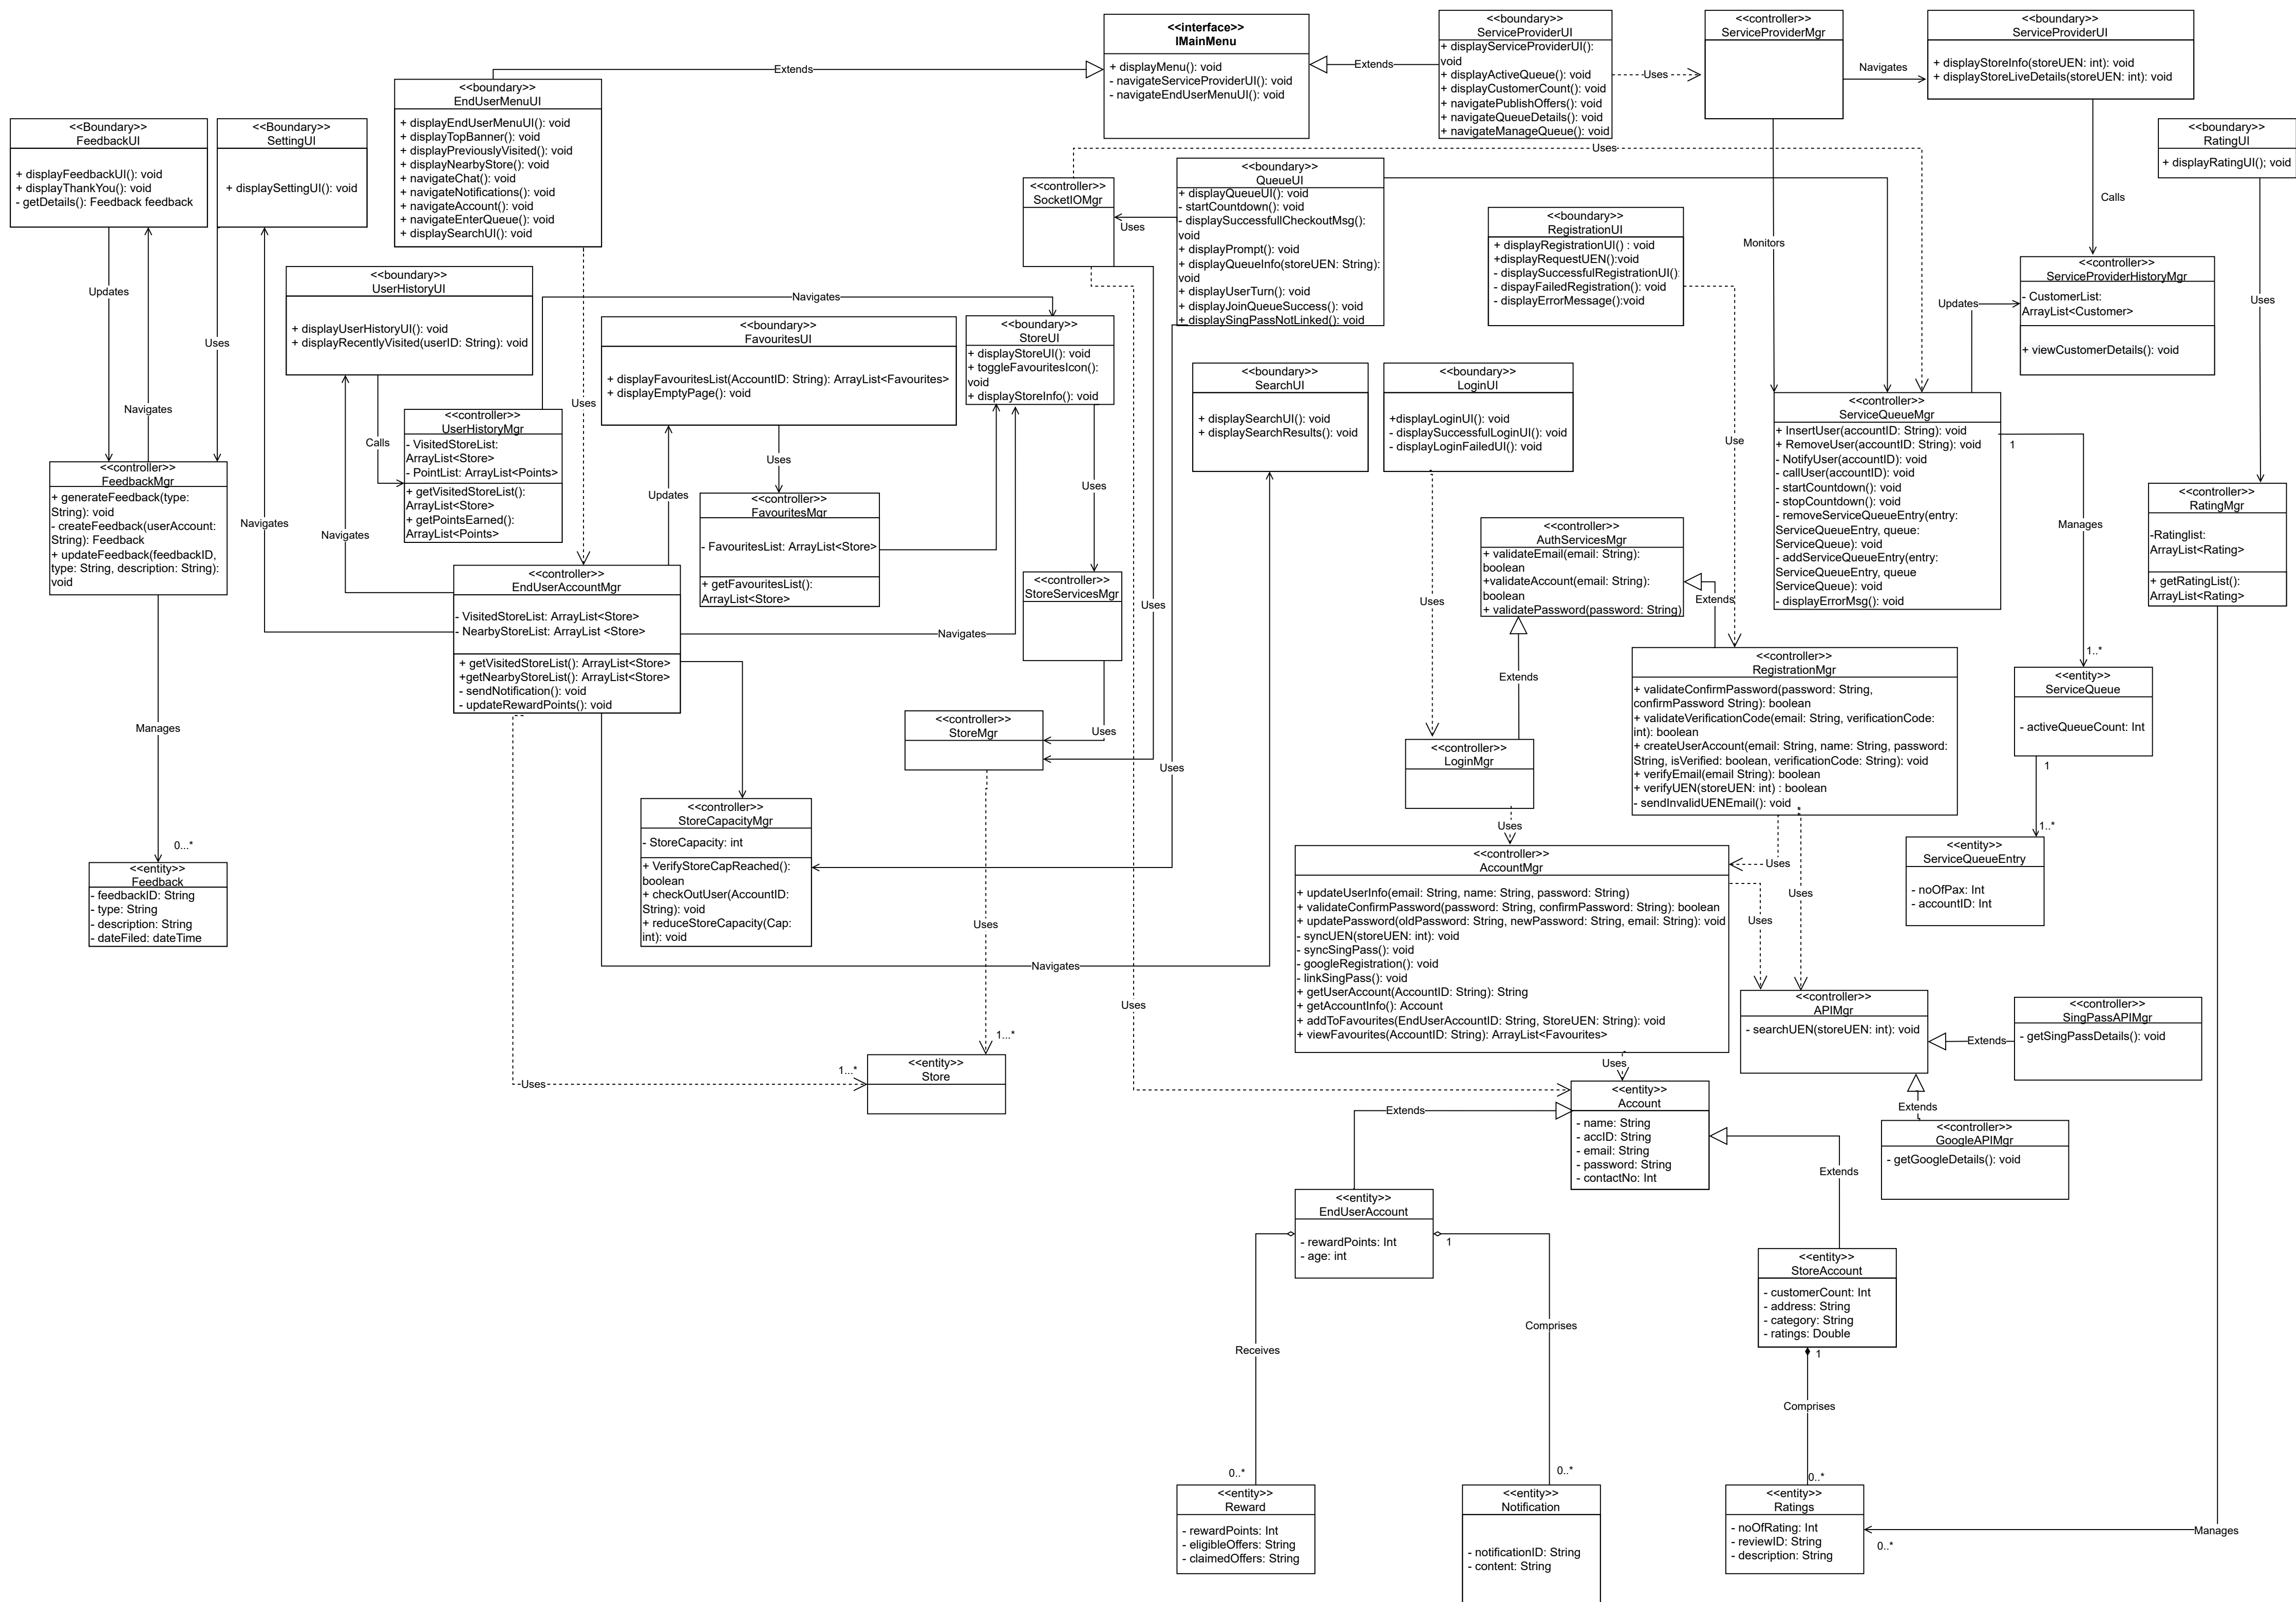 <<interface>>
IMainMenu
+ displayMenu(): void
- navigateServiceProviderUI(): void
- navigateEndUserMenuUI(): void
<<boundary>>
ServiceProviderUI
+ displayServiceProviderUI():
void
+ displayActiveQueue(): void
+ displayCustomerCount(): void
+ navigatePublishOffers(): void
+ navigateQueueDetails(): void
+ navigateManageQueue(): void
<<controller>>
ServiceProviderMgr
<<boundary>>
ServiceProviderUI
+ displayStoreInfo(storeUEN: int): void
+ displayStoreLiveDetails(storeUEN: int): void
Extends
Extends
Uses
Navigates
<<boundary>>
EndUserMenuUI
+ displayEndUserMenuUI(): void
+ displayTopBanner(): void
+ displayPreviouslyVisited(): void
+ displayNearbyStore(): void
+ navigateChat(): void
+ navigateNotifications(): void
+ navigateAccount(): void
+ navigateEnterQueue(): void
+ displaySearchUI(): void
<<Boundary>>
FeedbackUI
+ displayFeedbackUI(): void
+ displayThankYou(): void
- getDetails(): Feedback feedback
<<Boundary>>
SettingUI
+ displaySettingUI(): void
<<boundary>>
RatingUI
+ displayRatingUI(); void
Uses
<<controller>>
SocketIOMgr
<<boundary>>
QueueUI
+ displayQueueUI(): void
- startCountdown(): void
- displaySuccessfullCheckoutMsg():
void
+ displayPrompt(): void
+ displayQueueInfo(storeUEN: String):
void
+ displayUserTurn(): void
+ displayJoinQueueSuccess(): void
+ displaySingPassNotLinked(): void
Uses
<<boundary>>
RegistrationUI
+ displayRegistrationUI() : void
+displayRequestUEN():void
- displaySuccessfulRegistrationUI():
- dispayFailedRegistration(): void
- displayErrorMessage():void
Monitors
Calls
<<controller>>
ServiceProviderHistoryMgr
- CustomerList:
ArrayList<Customer>
+ viewCustomerDetails(): void
Updates
Uses
<<boundary>>
UserHistoryUI
+ displayUserHistoryUI(): void
+ displayRecentlyVisited(userID: String): void
Updates
Uses
Navigates
Navigates
<<boundary>>
FavouritesUI
+ displayFavouritesList(AccountID: String): ArrayList<Favourites>
+ displayEmptyPage(): void
<<boundary>>
StoreUI
+ displayStoreUI(): void
+ toggleFavouritesIcon():
void
+ displayStoreInfo(): void
<<boundary>>
SearchUI
+ displaySearchUI(): void
+ displaySearchResults(): void
<<boundary>>
LoginUI
+displayLoginUI(): void
- displaySuccessfulLoginUI(): void
- displayLoginFailedUI(): void
Uses
Calls
<<controller>>
UserHistoryMgr
- VisitedStoreList:
ArrayList<Store>
- PointList: ArrayList<Points>
+ getVisitedStoreList():
ArrayList<Store>
+ getPointsEarned():
ArrayList<Points>
Uses
Uses
Use
<<controller>>
ServiceQueueMgr
+ InsertUser(accountID: String): void
+ RemoveUser(accountID: String): void
- NotifyUser(accountID): void
- callUser(accountID): void
- startCountdown(): void
- stopCountdown(): void
- removeServiceQueueEntry(entry:
ServiceQueueEntry, queue:
ServiceQueue): void
- addServiceQueueEntry(entry:
ServiceQueueEntry, queue
ServiceQueue): void
- displayErrorMsg(): void
1
Manages
1..*
<<controller>>
FeedbackMgr
+ generateFeedback(type:
String): void
- createFeedback(userAccount:
String): Feedback
+ updateFeedback(feedbackID,
type: String, description: String):
void
Navigates
Navigates
Updates
<<controller>>
FavouritesMgr
- FavouritesList: ArrayList<Store>
+ getFavouritesList():
ArrayList<Store>
<<controller>>
RatingMgr
-Ratinglist:
ArrayList<Rating>
+ getRatingList():
ArrayList<Rating>
<<controller>>
AuthServicesMgr
+ validateEmail(email: String):
boolean
+validateAccount(email: String):
boolean
+ validatePassword(password: String)
Extends
Extends
Uses
<<controller>>
EndUserAccountMgr
- VisitedStoreList: ArrayList<Store>
- NearbyStoreList: ArrayList <Store>
+ getVisitedStoreList(): ArrayList<Store>
+getNearbyStoreList(): ArrayList<Store>
- sendNotification(): void
- updateRewardPoints(): void
Navigates
<<controller>>
StoreServicesMgr
Uses
Uses
<<controller>>
StoreMgr
Uses
<<controller>>
RegistrationMgr
+ validateConfirmPassword(password: String,
confirmPassword String): boolean
+ validateVerificationCode(email: String, verificationCode:
int): boolean
+ createUserAccount(email: String, name: String, password:
String, isVerified: boolean, verificationCode: String): void
+ verifyEmail(email String): boolean
+ verifyUEN(storeUEN: int) : boolean
- sendInvalidUENEmail(): void
<<entity>>
ServiceQueue
- activeQueueCount: Int
1
1..*
<<controller>>
LoginMgr
Manages
0...*
<<controller>>
StoreCapacityMgr
- StoreCapacity: int
+ VerifyStoreCapReached():
boolean
+ checkOutUser(AccountID:
String): void
+ reduceStoreCapacity(Cap:
int): void
Uses
<<controller>>
AccountMgr
+ updateUserInfo(email: String, name: String, password: String)
+ validateConfirmPassword(password: String, confirmPassword: String): boolean
+ updatePassword(oldPassword: String, newPassword: String, email: String): void
- syncUEN(storeUEN: int): void
- syncSingPass(): void
- googleRegistration(): void
- linkSingPass(): void
+ getUserAccount(AccountID: String): String
+ getAccountInfo(): Account
+ addToFavourites(EndUserAccountID: String, StoreUEN: String): void
+ viewFavourites(AccountID: String): ArrayList<Favourites>
Uses
Uses
Uses
<<entity>>
ServiceQueueEntry
- noOfPax: Int
- accountID: Int
<<entity>>
Feedback
- feedbackID: String
- type: String
- description: String
- dateFiled: dateTime
Uses
Navigates
Uses
1...*
1...*
Uses
<<entity>>
Store
<<controller>>
APIMgr
- searchUEN(storeUEN: int): void
Extends
<<controller>>
SingPassAPIMgr
- getSingPassDetails(): void
Uses
Extends
<<controller>>
GoogleAPIMgr
- getGoogleDetails(): void
<<entity>>
Account
- name: String
- accID: String
- email: String
- password: String
- contactNo: Int
Extends
Extends
<<entity>>
EndUserAccount
- rewardPoints: Int
- age: int
1
<<entity>>
StoreAccount
- customerCount: Int
- address: String
- category: String
- ratings: Double
1
Receives
Comprises
Comprises
0..*
0..*
0..*
<<entity>>
Reward
- rewardPoints: Int
- eligibleOffers: String
- claimedOffers: String
<<entity>>
Notification
- notificationID: String
- content: String
<<entity>>
Ratings
- noOfRating: Int
- reviewID: String
- description: String
0..*
Manages